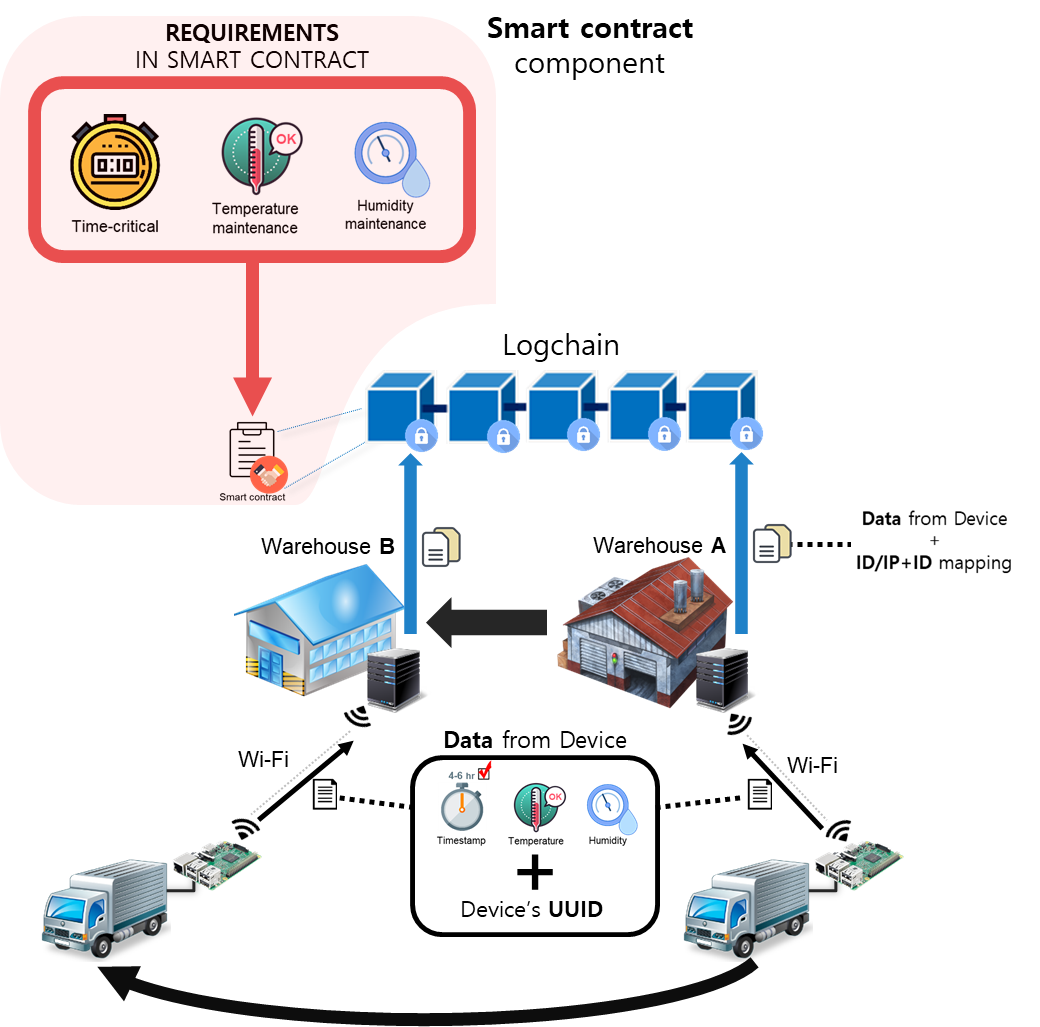 REQUIREMENTS
IN SMART CONTRACT
Smart contract
component
0:10
OK
Time-critical
Temperature
maintenance
Humidity
maintenance
Logchain
Smart contract
Warehouse B
Warehouse A
Data from Device
+
ID/IP+ID mapping
Wi-Fi
Data from Device
Wi-Fi
4-6 hr
OK
Timestamp
Temperature
Humidity
+
Device's UUID